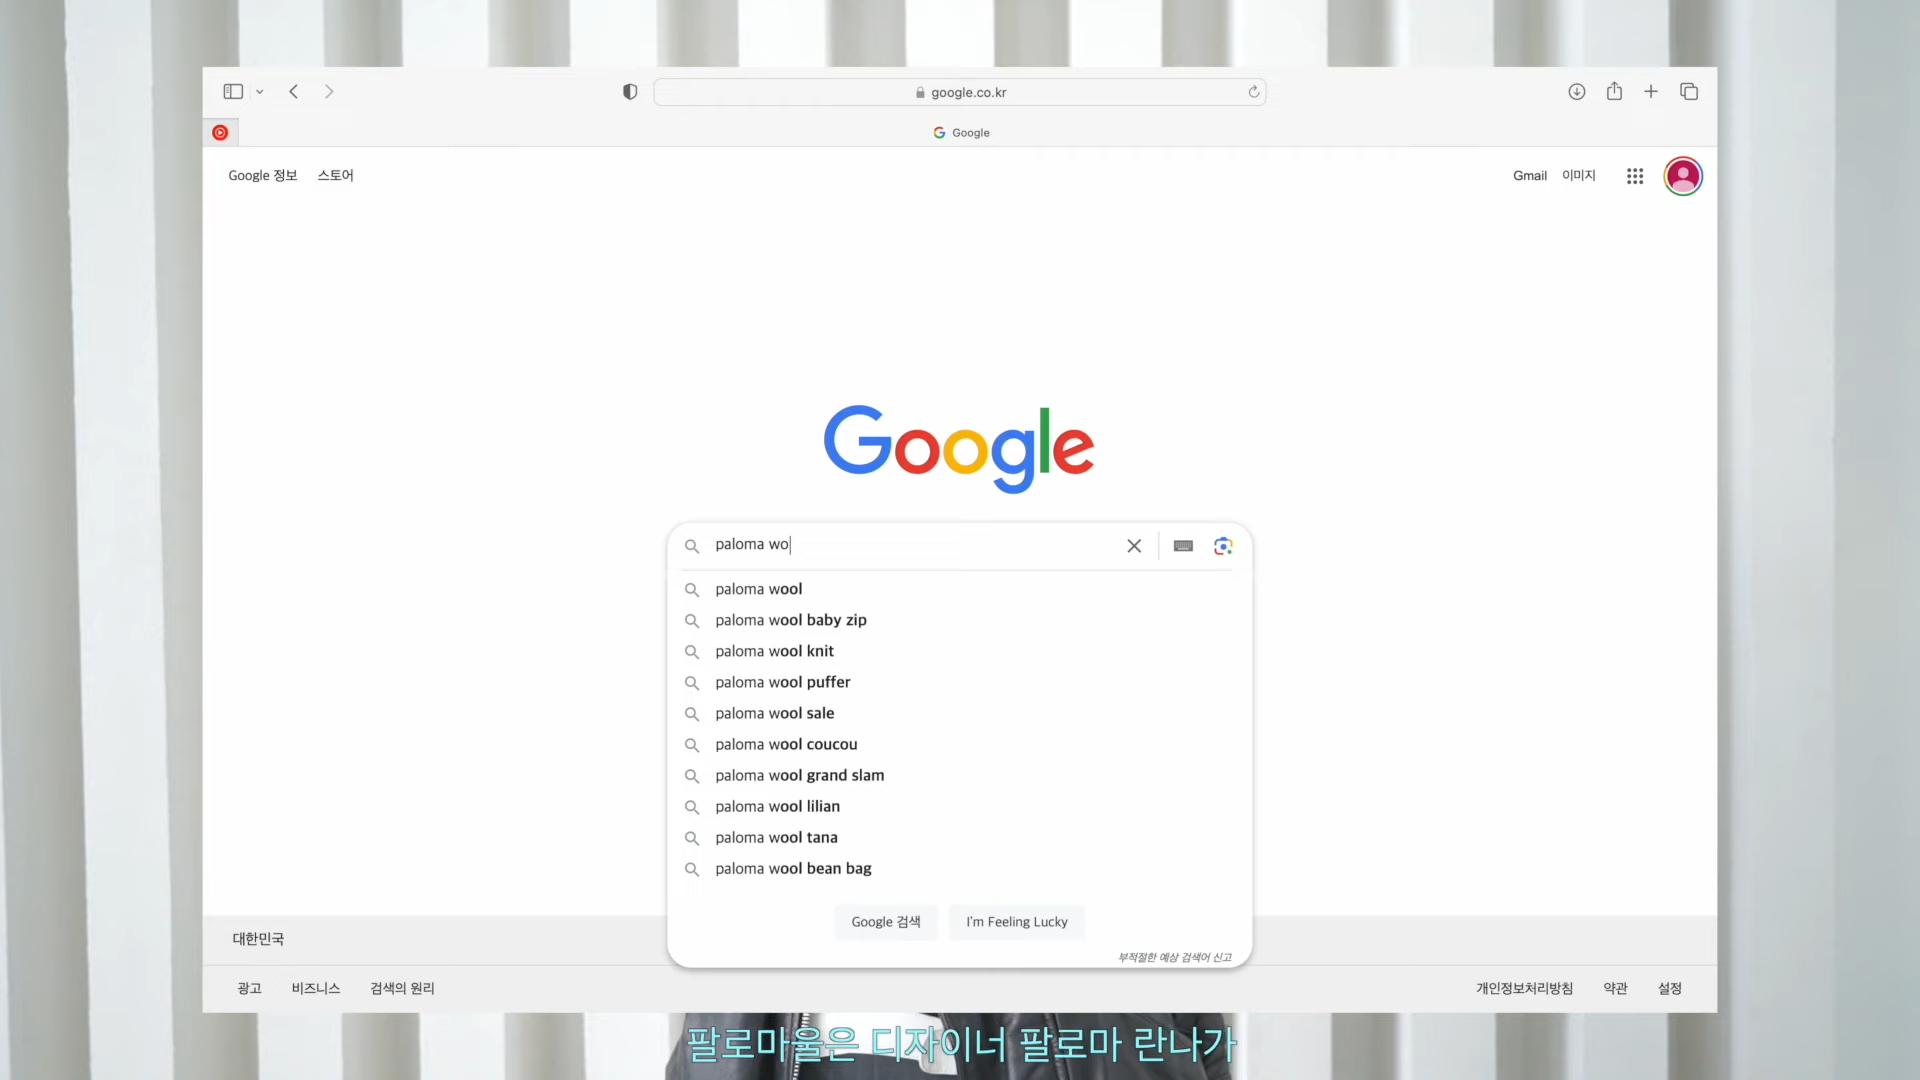 google.co.kr
Google
Google 정보 스토어
Gmail 이미지
Google
paloma wo
paloma wool
paloma wool baby zip
paloma wool knit
paloma wool puffer
paloma wool sale
paloma wool coucou
paloma wool grand slam
paloma wool lilian
paloma wool tana
paloma wool bean bag
Google 검색 I'm Feeling Lucky
부적절한 예상 검색어 신고
대한민국
광고 비즈니스 검색의 원리
개인정보처리방침 약관 설정
팔로마울은 디자이너 팔로마 란나가